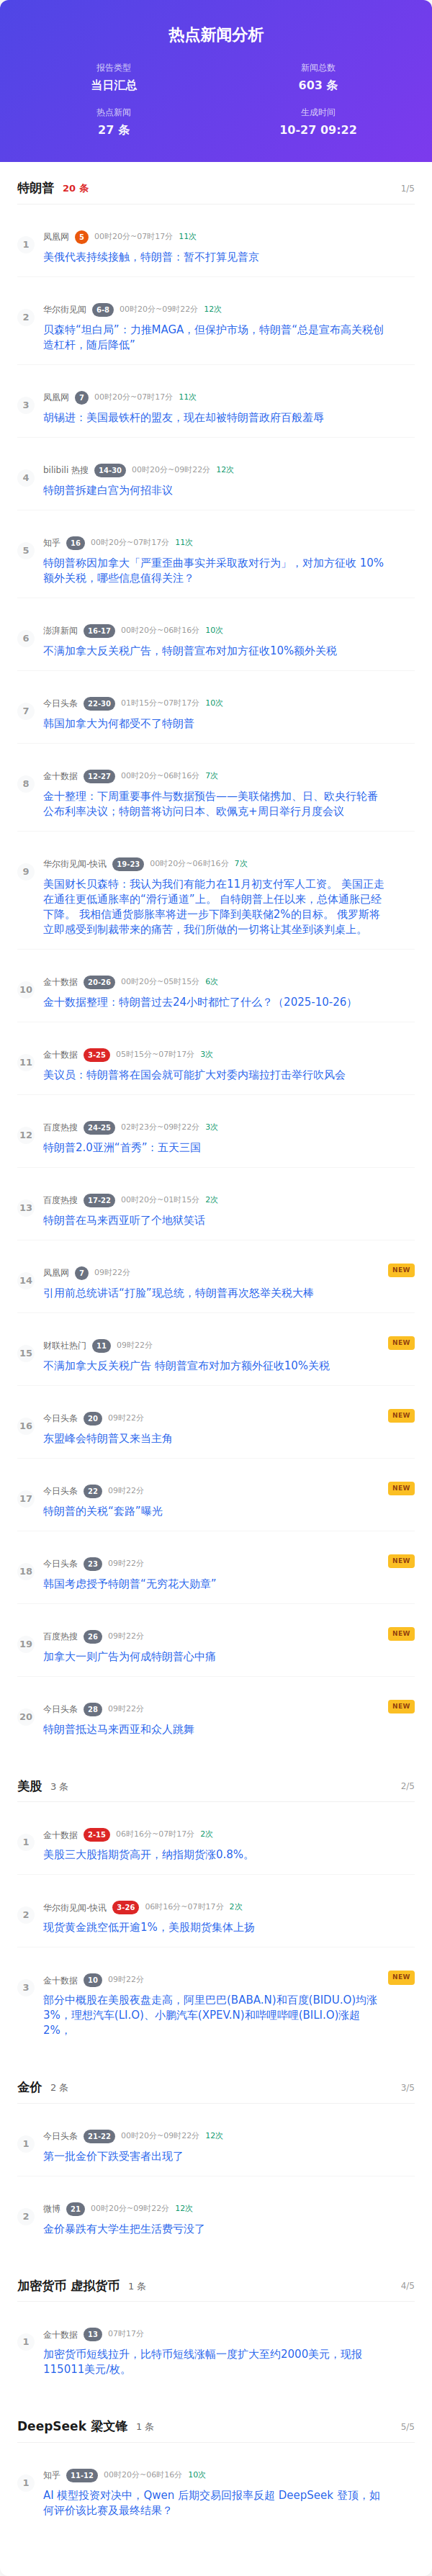 热点新闻分析
报告类型
当日汇总
新闻总数
603 条
热点新闻
27 条
生成时间
10-27 09:22
特朗普 20 条 1/5
1
凤凰网 5 00时20分~07时17分 11次
美俄代表持续接触，特朗普：暂不打算见普京
2
华尔街见闻 6-8 00时20分~09时22分 12次
贝森特“坦白局”：力推MAGA，但保护市场，特朗普“总是宣布高关税创
造杠杆，随后降低”
3
凤凰网 7 00时20分~07时17分 11次
胡锡进：美国最铁杆的盟友，现在却被特朗普政府百般羞辱
4
bilibili 热搜 14-30 00时20分~09时22分 12次
特朗普拆建白宫为何招非议
5
知乎 16 00时20分~07时17分 11次
特朗普称因加拿大「严重歪曲事实并采取敌对行为」，对加方征收 10%
额外关税，哪些信息值得关注？
6
澎湃新闻 16-17 00时20分~06时16分 10次
不满加拿大反关税广告，特朗普宣布对加方征收10%额外关税
7
今日头条 22-30 01时15分~07时17分 10次
韩国加拿大为何都受不了特朗普
8
金十数据 12-27 00时20分~06时16分 7次
金十整理：下周重要事件与数据预告——美联储携加、日、欧央行轮番
公布利率决议；特朗普将访问日本、欧佩克+周日举行月度会议
9
华尔街见闻-快讯 19-23 00时20分~06时16分 7次
美国财长贝森特：我认为我们有能力在11月初支付军人工资。 美国正走
在通往更低通胀率的“滑行通道”上。 自特朗普上任以来，总体通胀已经
下降。 我相信通货膨胀率将进一步下降到美联储2%的目标。 俄罗斯将
立即感受到制裁带来的痛苦，我们所做的一切将让其坐到谈判桌上。
10
金十数据 20-26 00时20分~05时15分 6次
金十数据整理：特朗普过去24小时都忙了什么？（2025-10-26）
11
金十数据 3-25 05时15分~07时17分 3次
美议员：特朗普将在国会就可能扩大对委内瑞拉打击举行吹风会
12
百度热搜 24-25 02时23分~09时22分 3次
特朗普2.0亚洲“首秀”：五天三国
13
百度热搜 17-22 00时20分~01时15分 2次
特朗普在马来西亚听了个地狱笑话
14
凤凰网 7 09时22分 NEW
引用前总统讲话“打脸”现总统，特朗普再次怒举关税大棒
15
财联社热门 11 09时22分 NEW
不满加拿大反关税广告 特朗普宣布对加方额外征收10%关税
16
今日头条 20 09时22分 NEW
东盟峰会特朗普又来当主角
17
今日头条 22 09时22分 NEW
特朗普的关税“套路”曝光
18
今日头条 23 09时22分 NEW
韩国考虑授予特朗普“无穷花大勋章”
19
百度热搜 26 09时22分 NEW
加拿大一则广告为何成特朗普心中痛
20
今日头条 28 09时22分 NEW
特朗普抵达马来西亚和众人跳舞
美股 3 条 2/5
1
金十数据 2-15 06时16分~07时17分 2次
美股三大股指期货高开，纳指期货涨0.8%。
2
华尔街见闻-快讯 3-26 06时16分~07时17分 2次
现货黄金跳空低开逾1%，美股期货集体上扬
3
金十数据 10 09时22分 NEW
部分中概股在美股夜盘走高，阿里巴巴(BABA.N)和百度(BIDU.O)均涨
3%，理想汽车(LI.O)、小鹏汽车(XPEV.N)和哔哩哔哩(BILI.O)涨超
2%，
金价 2 条 3/5
1
今日头条 21-22 00时20分~09时22分 12次
第一批金价下跌受害者出现了
2
微博 21 00时20分~09时22分 12次
金价暴跌有大学生把生活费亏没了
加密货币 虚拟货币 1 条 4/5
1
金十数据 13 07时17分
加密货币短线拉升，比特币短线涨幅一度扩大至约2000美元，现报
115011美元/枚。
DeepSeek 梁文锋 1 条 5/5
1
知乎 11-12 00时20分~06时16分 10次
AI 模型投资对决中，Qwen 后期交易回报率反超 DeepSeek 登顶，如
何评价该比赛及最终结果？